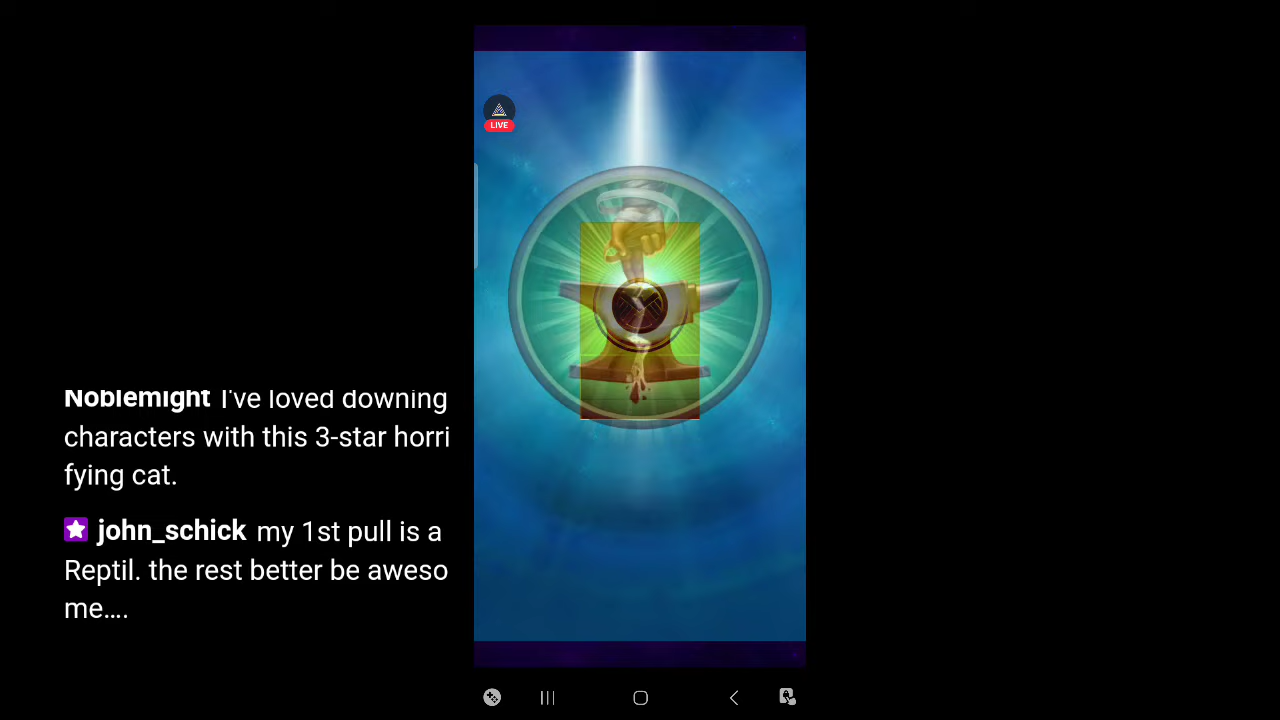 LIVE
Noblemight I've loved downing
characters with this 3-star horri
fying cat.
john_schick my 1st pull is a
Reptil. the rest better be aweso
me....